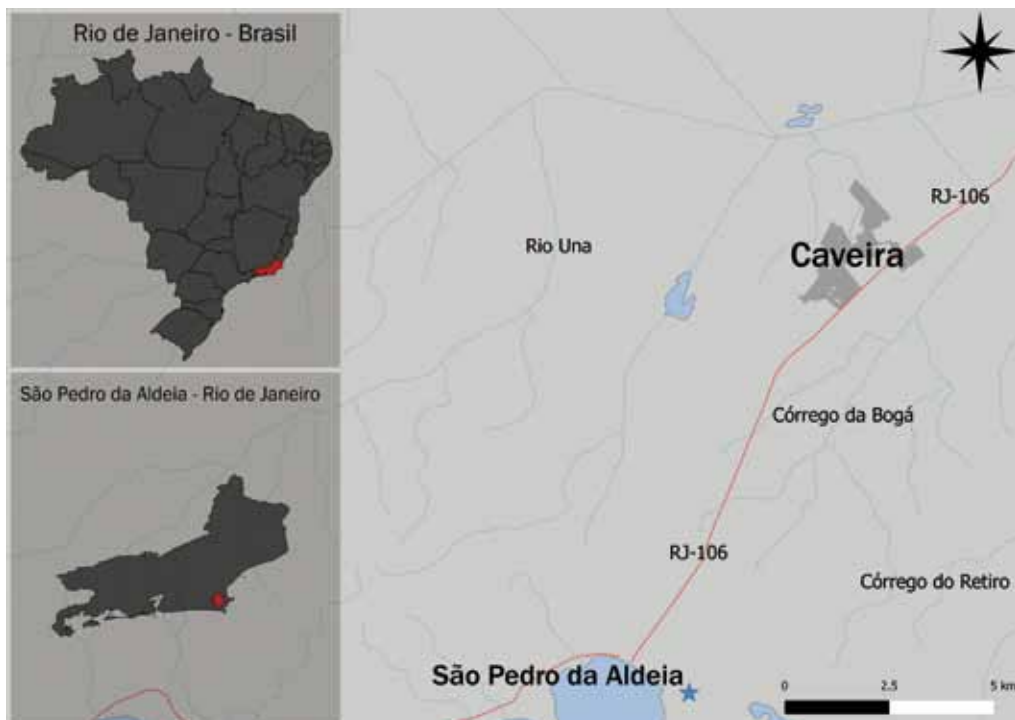 Rio de Janeiro - Brasil
São Pedro da Aldeia - Rio de Janeiro
RJ-106
Rio Una
Caveira
Córrego da Bogá
RJ-106
Córrego do Retiro
São Pedro da Aldeia
0 2.5 5 km